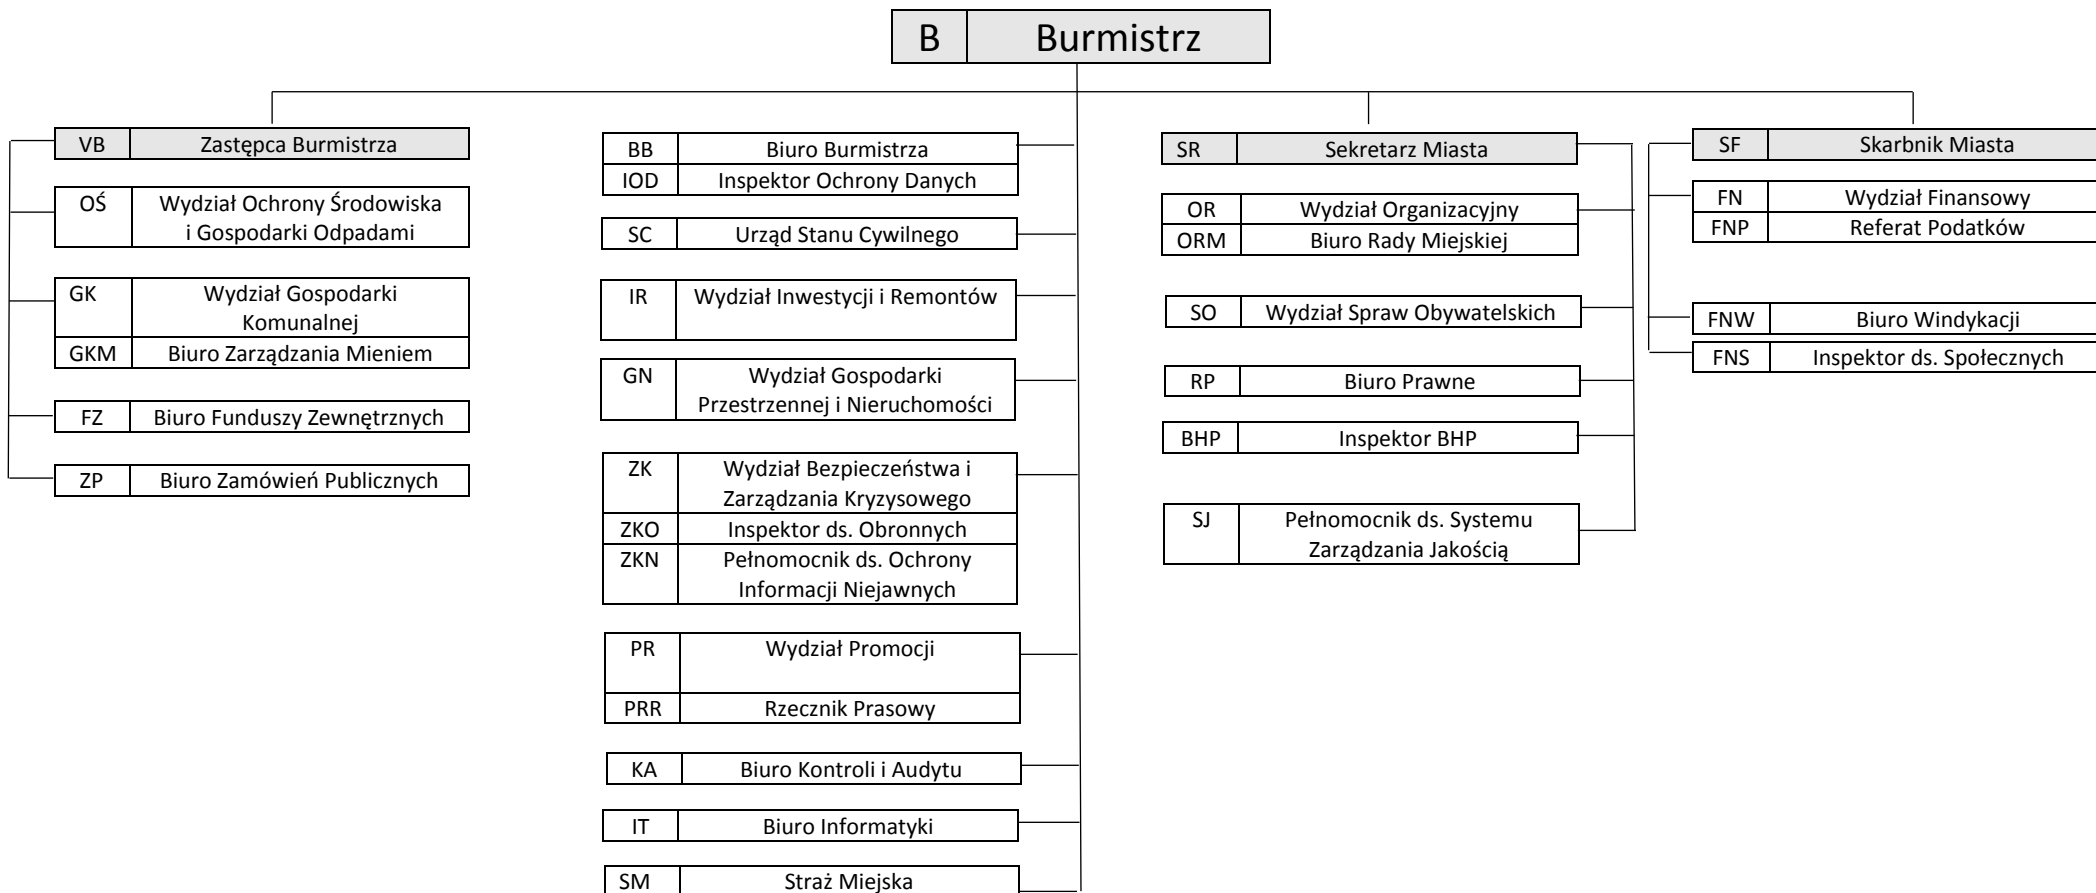 B Burmistrz
VB Zastępca Burmistrza
OŚ Wydział Ochrony Środowiska
i Gospodarki Odpadami
GK Wydział Gospodarki
Komunalnej
GKM Biuro Zarządzania Mieniem
FZ Biuro Funduszy Zewnętrznych
ZP Biuro Zamówień Publicznych
BB Biuro Burmistrza
IOD Inspektor Ochrony Danych
SC Urząd Stanu Cywilnego
IR Wydział Inwestycji i Remontów
GN Wydział Gospodarki
Przestrzennej i Nieruchomości
ZK Wydział Bezpieczeństwa i
Zarządzania Kryzysowego
ZKO Inspektor ds. Obronnych
ZKN Pełnomocnik ds. Ochrony
Informacji Niejawnych
PR Wydział Promocji
PRR Rzecznik Prasowy
KA Biuro Kontroli i Audytu
IT Biuro Informatyki
SM Straż Miejska
SR Sekretarz Miasta
OR Wydział Organizacyjny
ORM Biuro Rady Miejskiej
SO Wydział Spraw Obywatelskich
RP Biuro Prawne
BHP Inspektor BHP
SJ Pełnomocnik ds. Systemu
Zarządzania Jakością
SF Skarbnik Miasta
FN Wydział Finansowy
FNP Referat Podatków
FNW Biuro Windykacji
FNS Inspektor ds. Społecznych